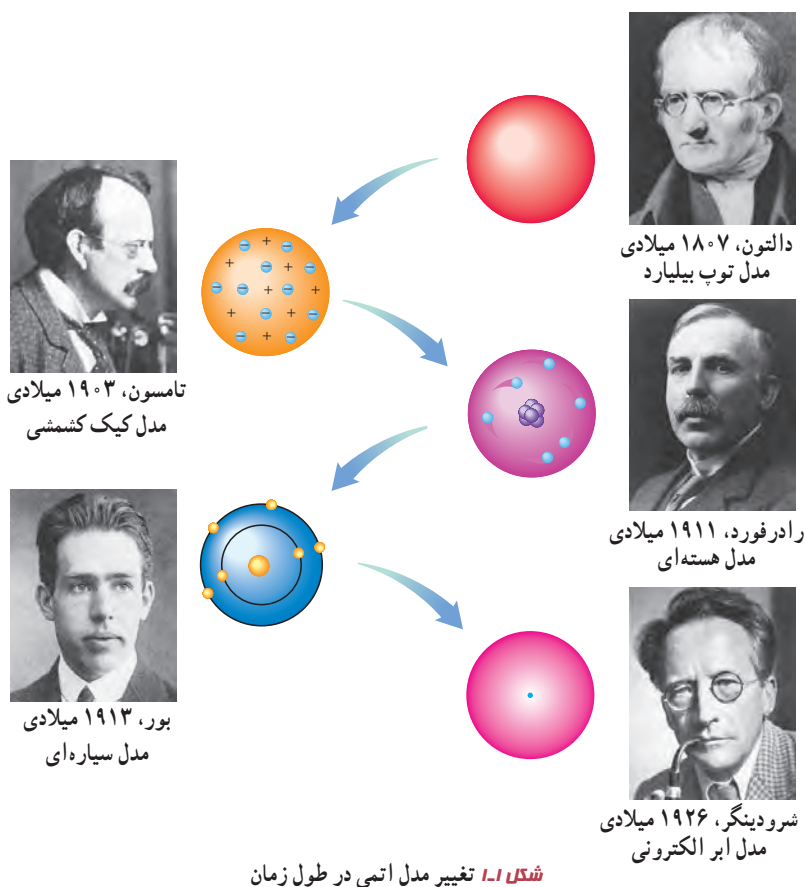 دالتون، ۱۸۰۷ میلادی
مدل توپ بیلیارد
تامسون، ۱۹۰۳ میلادی
مدل کیک کشمشی
رادرفورد، ۱۹۱۱ میلادی
مدل هسته‌ای
بور، ۱۹۱۳ میلادی
مدل سیاره‌ای
شرودینگر، ۱۹۲۶ میلادی
مدل ابر الکترونی
شکل ۱ـ۱ تغییر مدل اتمی در طول زمان